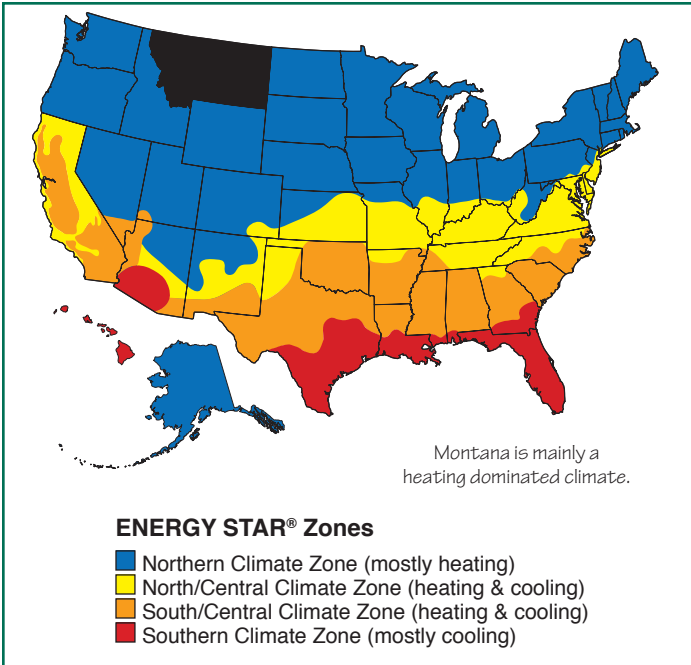 Montana is mainly a
heating dominated climate.
ENERGY STAR® Zones
Northern Climate Zone (mostly heating)
North/Central Climate Zone (heating & cooling)
South/Central Climate Zone (heating & cooling)
Southern Climate Zone (mostly cooling)